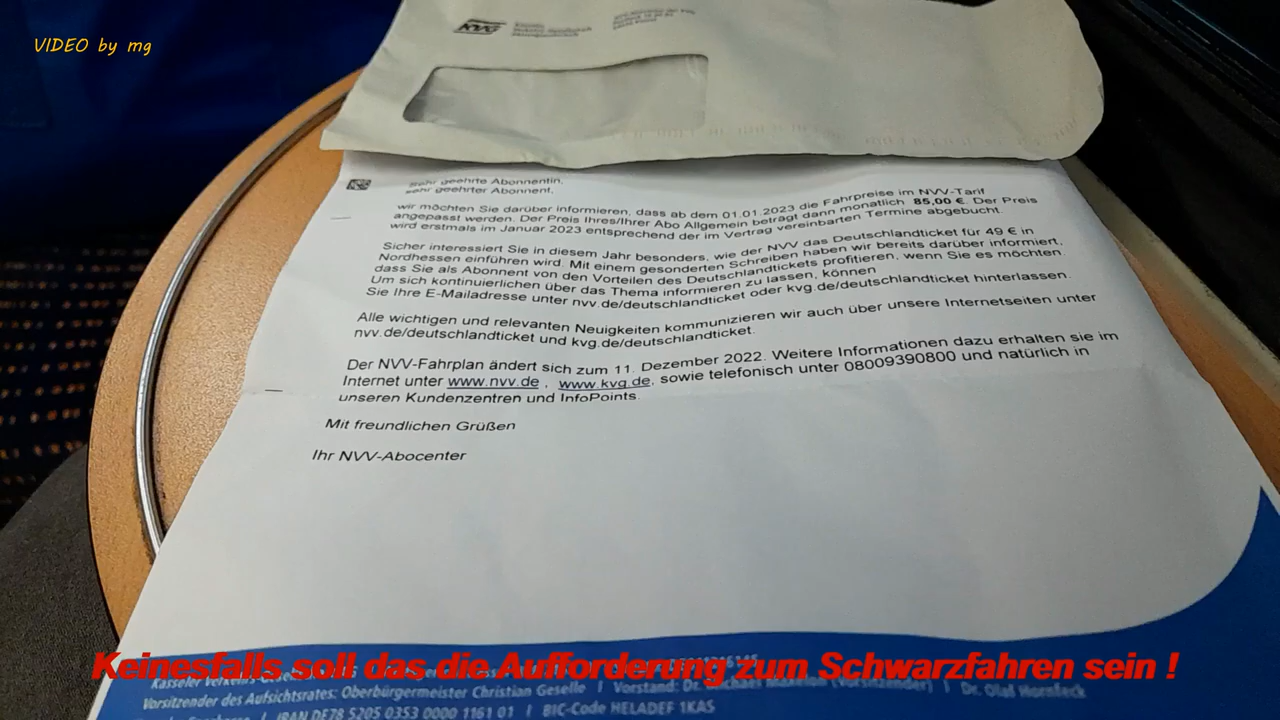 VIDEO by mg
KVG
Sehr geehrte Abonnentin,
sehr geehrter Abonnent,
wir möchten Sie darüber informieren, dass ab dem 01.01.2023 die Fahrpreise im NVV-Tarif
angepasst werden. Der Preis Ihres/Ihrer Abo Allgemein beträgt dann monatlich 85,00 €. Der Preis
wird erstmals im Januar 2023 entsprechend der im Vertrag vereinbarten Termine abgebucht.
Sicher interessiert Sie in diesem Jahr besonders, wie der NVV das Deutschlandticket für 49 € in
Nordhessen einführen wird. Mit einem gesonderten Schreiben haben wir bereits darüber informiert,
dass Sie als Abonnent von den Vorteilen des Deutschlandtickets profitieren, wenn Sie es möchten.
Um sich kontinuierlichen über das Thema informieren zu lassen, können
Sie Ihre E-Mailadresse unter nvv.de/deutschlandticket oder kvg.de/deutschlandticket hinterlassen.
Alle wichtigen und relevanten Neuigkeiten kommunizieren wir auch über unsere Internetseiten unter
nvv.de/deutschlandticket und kvg.de/deutschlandticket.
Der NVV-Fahrplan ändert sich zum 11. Dezember 2022. Weitere Informationen dazu erhalten sie im
Internet unter www.nvv.de , www.kvg.de, sowie telefonisch unter 08009390800 und natürlich in
unseren Kundenzentren und InfoPoints.
Mit freundlichen Grüßen
Ihr NVV-Abocenter
Keinesfalls soll das die Aufforderung zum Schwarzfahren sein !
Kasseler Verkehrs-
Vorsitzender des Aufsichtsrates: Oberbürgermeister Christian Geselle | Vorstand: Dr. Michael Maxelon (Vorsitzender) | Dr. Olaf Hornfeck
IBAN DE78 5205 0353 0000 1161 01 | BIC-Code HELADEF 1KAS